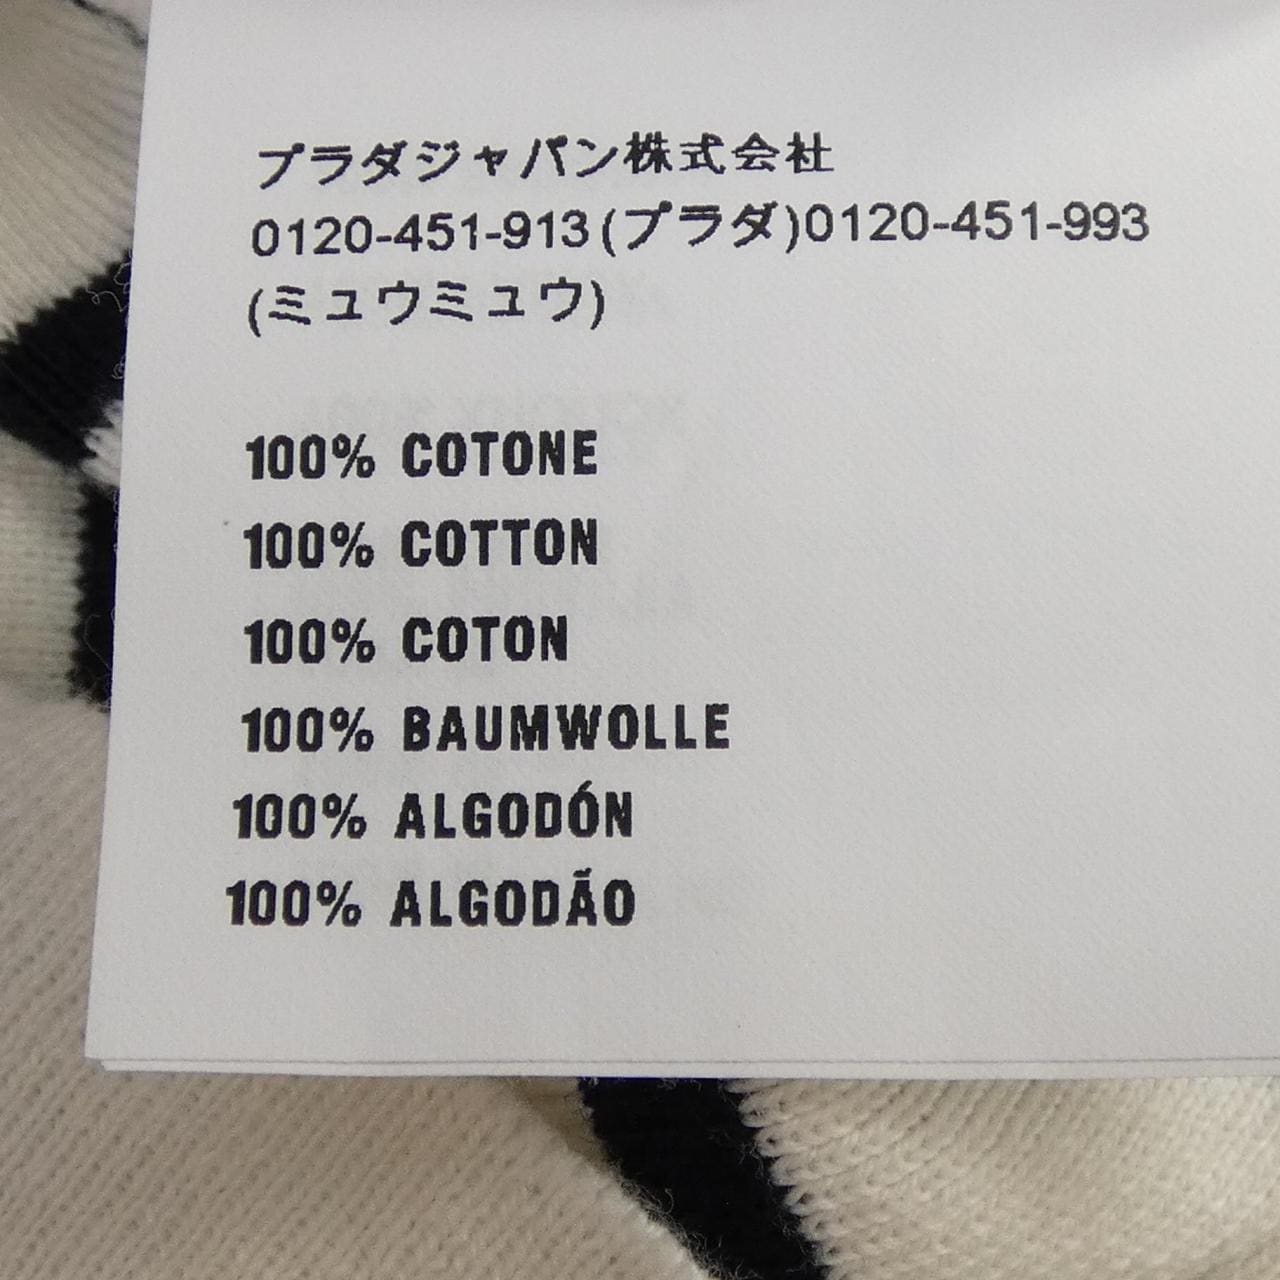 プラダジャパン株式会社
0120-451-913(プラダ)0120-451-993
(ミュウミュウ)
100% COTONE
100% COTTON
100% COTON
100% BAUMWOLLE
100% ALGODÓN
100% ALGODÃO